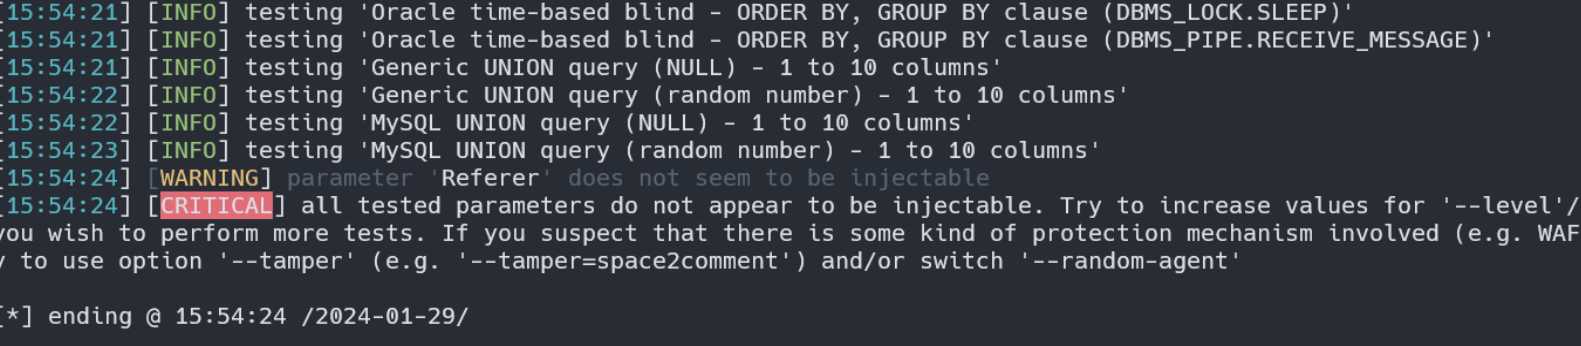 [15:54:21] [INFO] testing 'Oracle time-based blind - ORDER BY, GROUP BY clause (DBMS_LOCK.SLEEP)'
[15:54:21] [INFO] testing 'Oracle time-based blind - ORDER BY, GROUP BY clause (DBMS_PIPE.RECEIVE_MESSAGE)'
[15:54:21] [INFO] testing 'Generic UNION query (NULL) - 1 to 10 columns'
[15:54:22] [INFO] testing 'Generic UNION query (random number) - 1 to 10 columns'
[15:54:22] [INFO] testing 'MySQL UNION query (NULL) - 1 to 10 columns'
[15:54:23] [INFO] testing 'MySQL UNION query (random number) - 1 to 10 columns'
[15:54:24] [WARNING] parameter 'Referer' does not seem to be injectable
[15:54:24] [CRITICAL] all tested parameters do not appear to be injectable. Try to increase values for '--level'/
you wish to perform more tests. If you suspect that there is some kind of protection mechanism involved (e.g. WAF
y to use option '--tamper' (e.g. '--tamper=space2comment') and/or switch '--random-agent'
[*] ending @ 15:54:24 /2024-01-29/